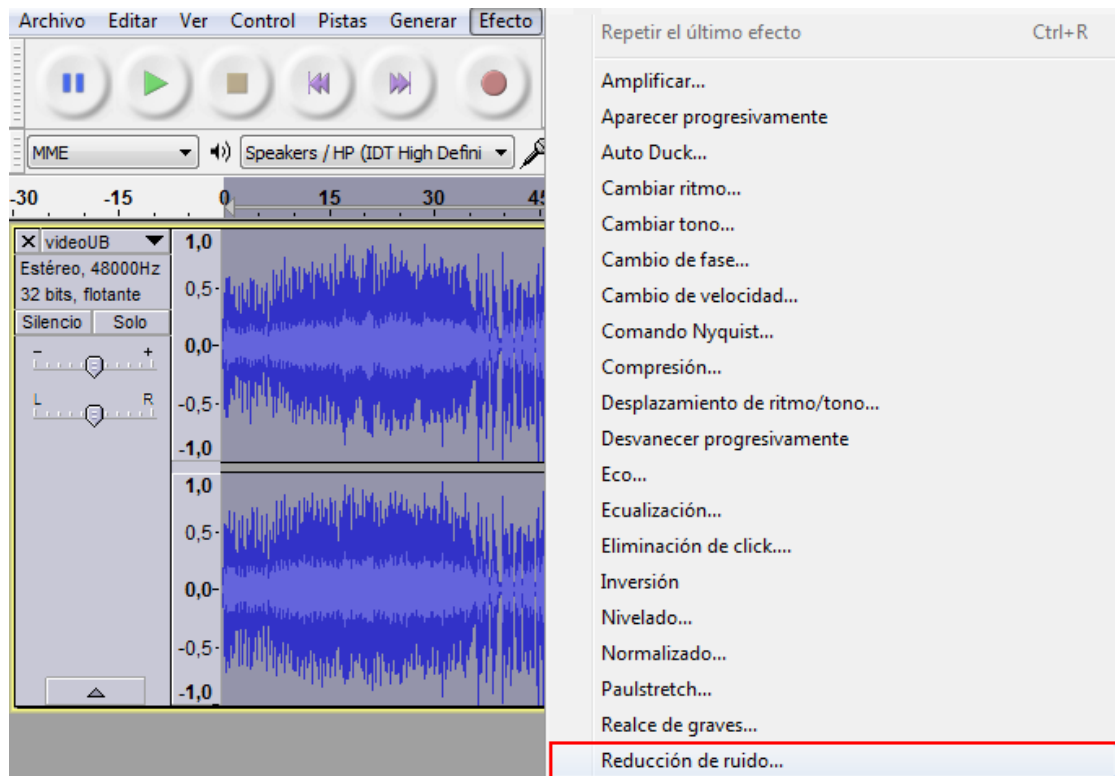 Archivo Editar Ver Control Pistas Generar Efecto
MME Speakers / HP (IDT High Defini
-30 -15 0 15 30 45
videoUB
Estéreo, 48000Hz
32 bits, flotante
Silencio Solo
- +
L R
1,0
0,5
0,0
-0,5
-1,0
1,0
0,5
0,0
-0,5
-1,0
Repetir el último efecto Ctrl+R
Amplificar...
Aparecer progresivamente
Auto Duck...
Cambiar ritmo...
Cambiar tono...
Cambio de fase...
Cambio de velocidad...
Comando Nyquist...
Compresión...
Desplazamiento de ritmo/tono...
Desvanecer progresivamente
Eco...
Ecualización...
Eliminación de click....
Inversión
Nivelado...
Normalizado...
Paulstretch...
Realce de graves...
Reducción de ruido...